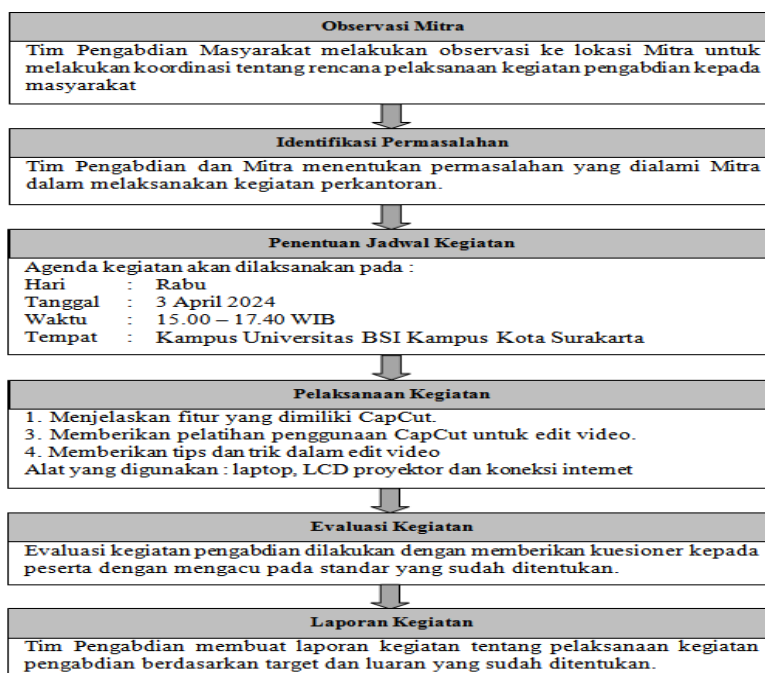 Observasi Mitra
Tim Pengabdian Masyarakat melakukan observasi ke lokasi Mitra untuk
melakukan koordinasi tentang rencana pelaksanaan kegiatan pengabdian kepada
masyarakat
Identifikasi Permasalahan
Tim Pengabdian dan Mitra menentukan permasalahan yang dialami Mitra
dalam melaksanakan kegiatan perkantoran.
Penentuan Jadwal Kegiatan
Agenda kegiatan akan dilaksanakan pada :
Hari : Rabu
Tanggal : 3 April 2024
Waktu : 15.00 – 17.40 WIB
Tempat : Kampus Universitas BSI Kampus Kota Surakarta
Pelaksanaan Kegiatan
1. Menjelaskan fitur yang dimiliki CapCut.
3. Memberikan pelatihan penggunaan CapCut untuk edit video.
4. Memberikan tips dan trik dalam edit video
Alat yang digunakan : laptop, LCD proyektor dan koneksi internet
Evaluasi Kegiatan
Evaluasi kegiatan pengabdian dilakukan dengan memberikan kuesioner kepada
peserta dengan mengacu pada standar yang sudah ditentukan.
Laporan Kegiatan
Tim Pengabdian membuat laporan kegiatan tentang pelaksanaan kegiatan
pengabdian berdasarkan target dan luaran yang sudah ditentukan.